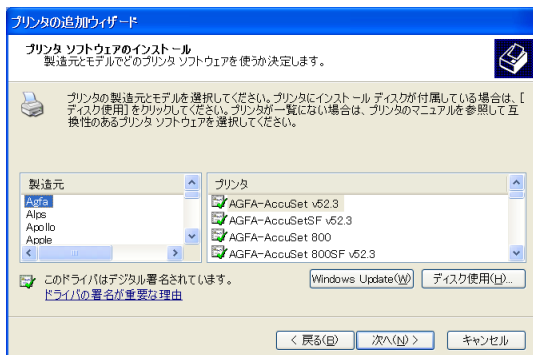 プリンタの追加ウィザード
プリンタ ソフトウェアのインストール
製造元とモデルでどのプリンタ ソフトウェアを使うか決定します。
プリンタの製造元とモデルを選択してください。プリンタにインストール ディスクが付属している場合は、[
ディスク使用] をクリックしてください。プリンタが一覧にない場合は、プリンタのマニュアルを参照して互
換性のあるプリンタ ソフトウェアを選択してください。
製造元
Agfa
Alps
Apollo
Apple
プリンタ
AGFA-AccuSet v52.3
AGFA-AccuSetSF v52.3
AGFA-AccuSet 800
AGFA-AccuSet 800SF v52.3
このドライバはデジタル署名されています。
ドライバの署名が重要な理由
Windows Update(W)
ディスク使用(H)...
< 戻る(B)
次へ(N) >
キャンセル